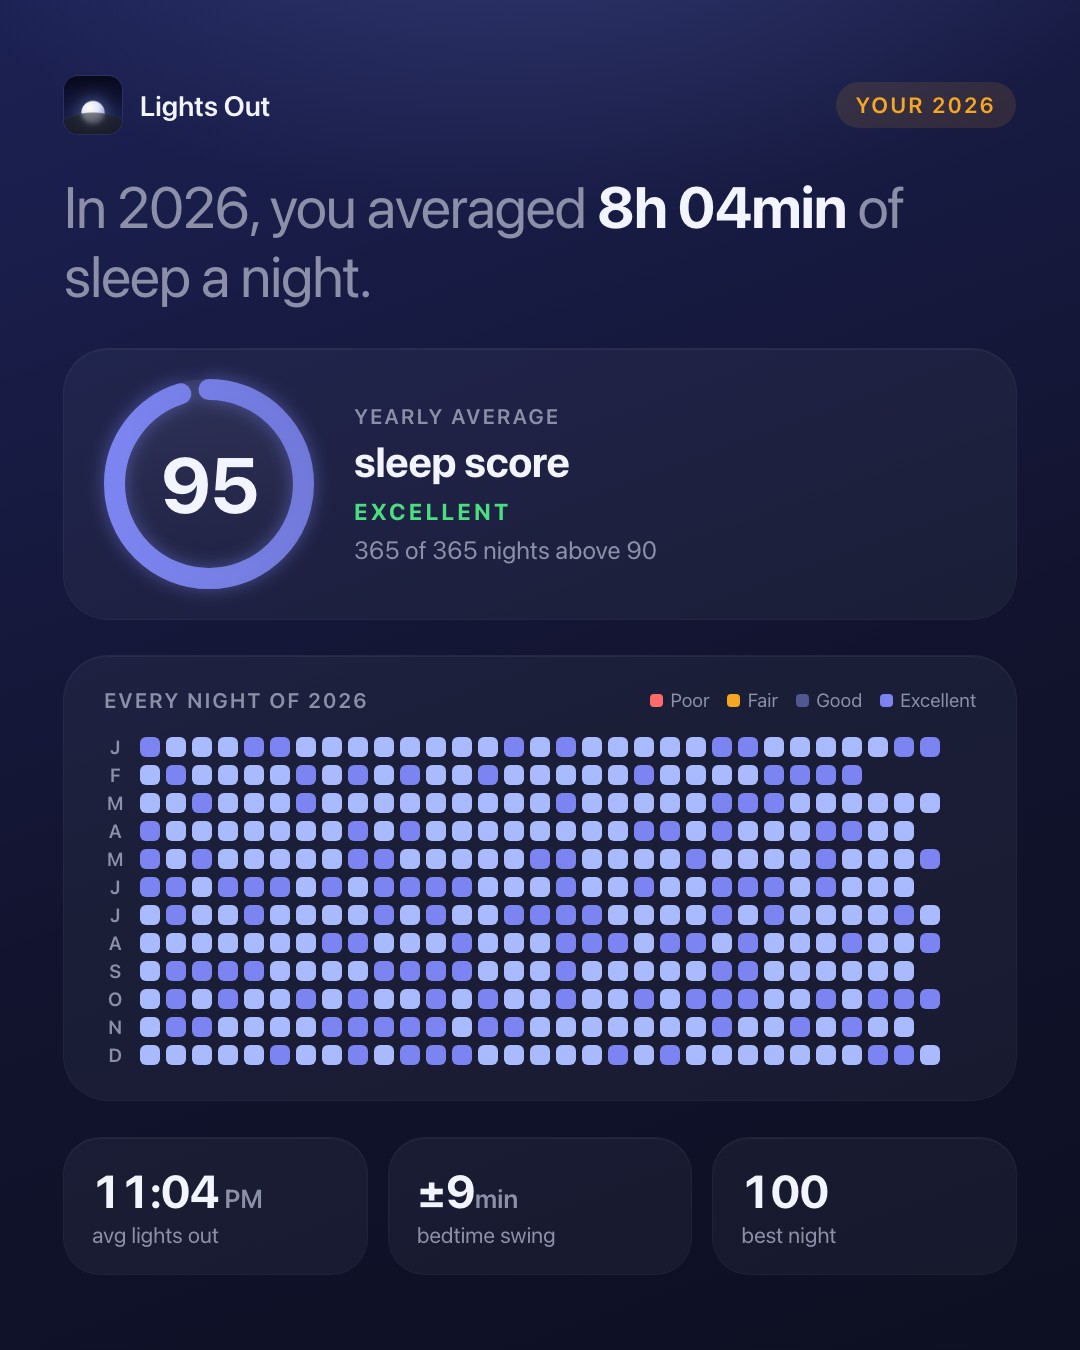 Lights Out
YOUR 2026
In 2026, you averaged 8h 04min of
sleep a night.
95
YEARLY AVERAGE
sleep score
EXCELLENT
365 of 365 nights above 90
EVERY NIGHT OF 2026
Poor
Fair
Good
Excellent
J
F
M
A
M
J
J
A
S
O
N
D
11:04 PM
avg lights out
±9min
bedtime swing
100
best night